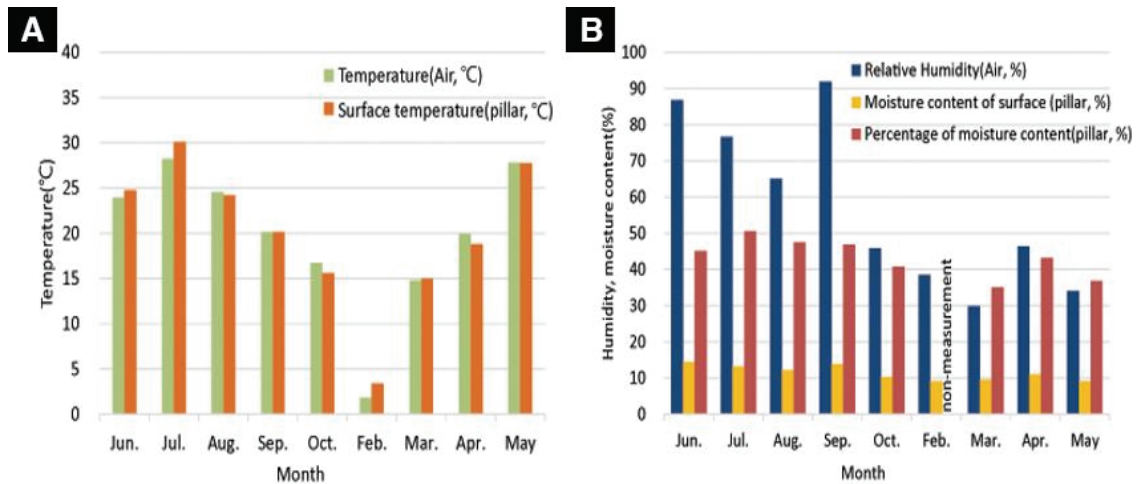 A
40
35
30
25
20
15
10
5
0
Temperature(℃)
Temperature(Air, ℃)
Surface temperature(pillar, ℃)
Jun. Jul. Aug. Sep. Oct. Feb. Mar. Apr. May
Month
B
100
90
80
70
60
50
40
30
20
10
0
Humidity, moisture content(%)
Relative Humidity(Air, %)
Moisture content of surface (pillar, %)
Percentage of moisture content(pillar, %)
non-measurement
Jun. Jul. Aug. Sep. Oct. Feb. Mar. Apr. May
Month